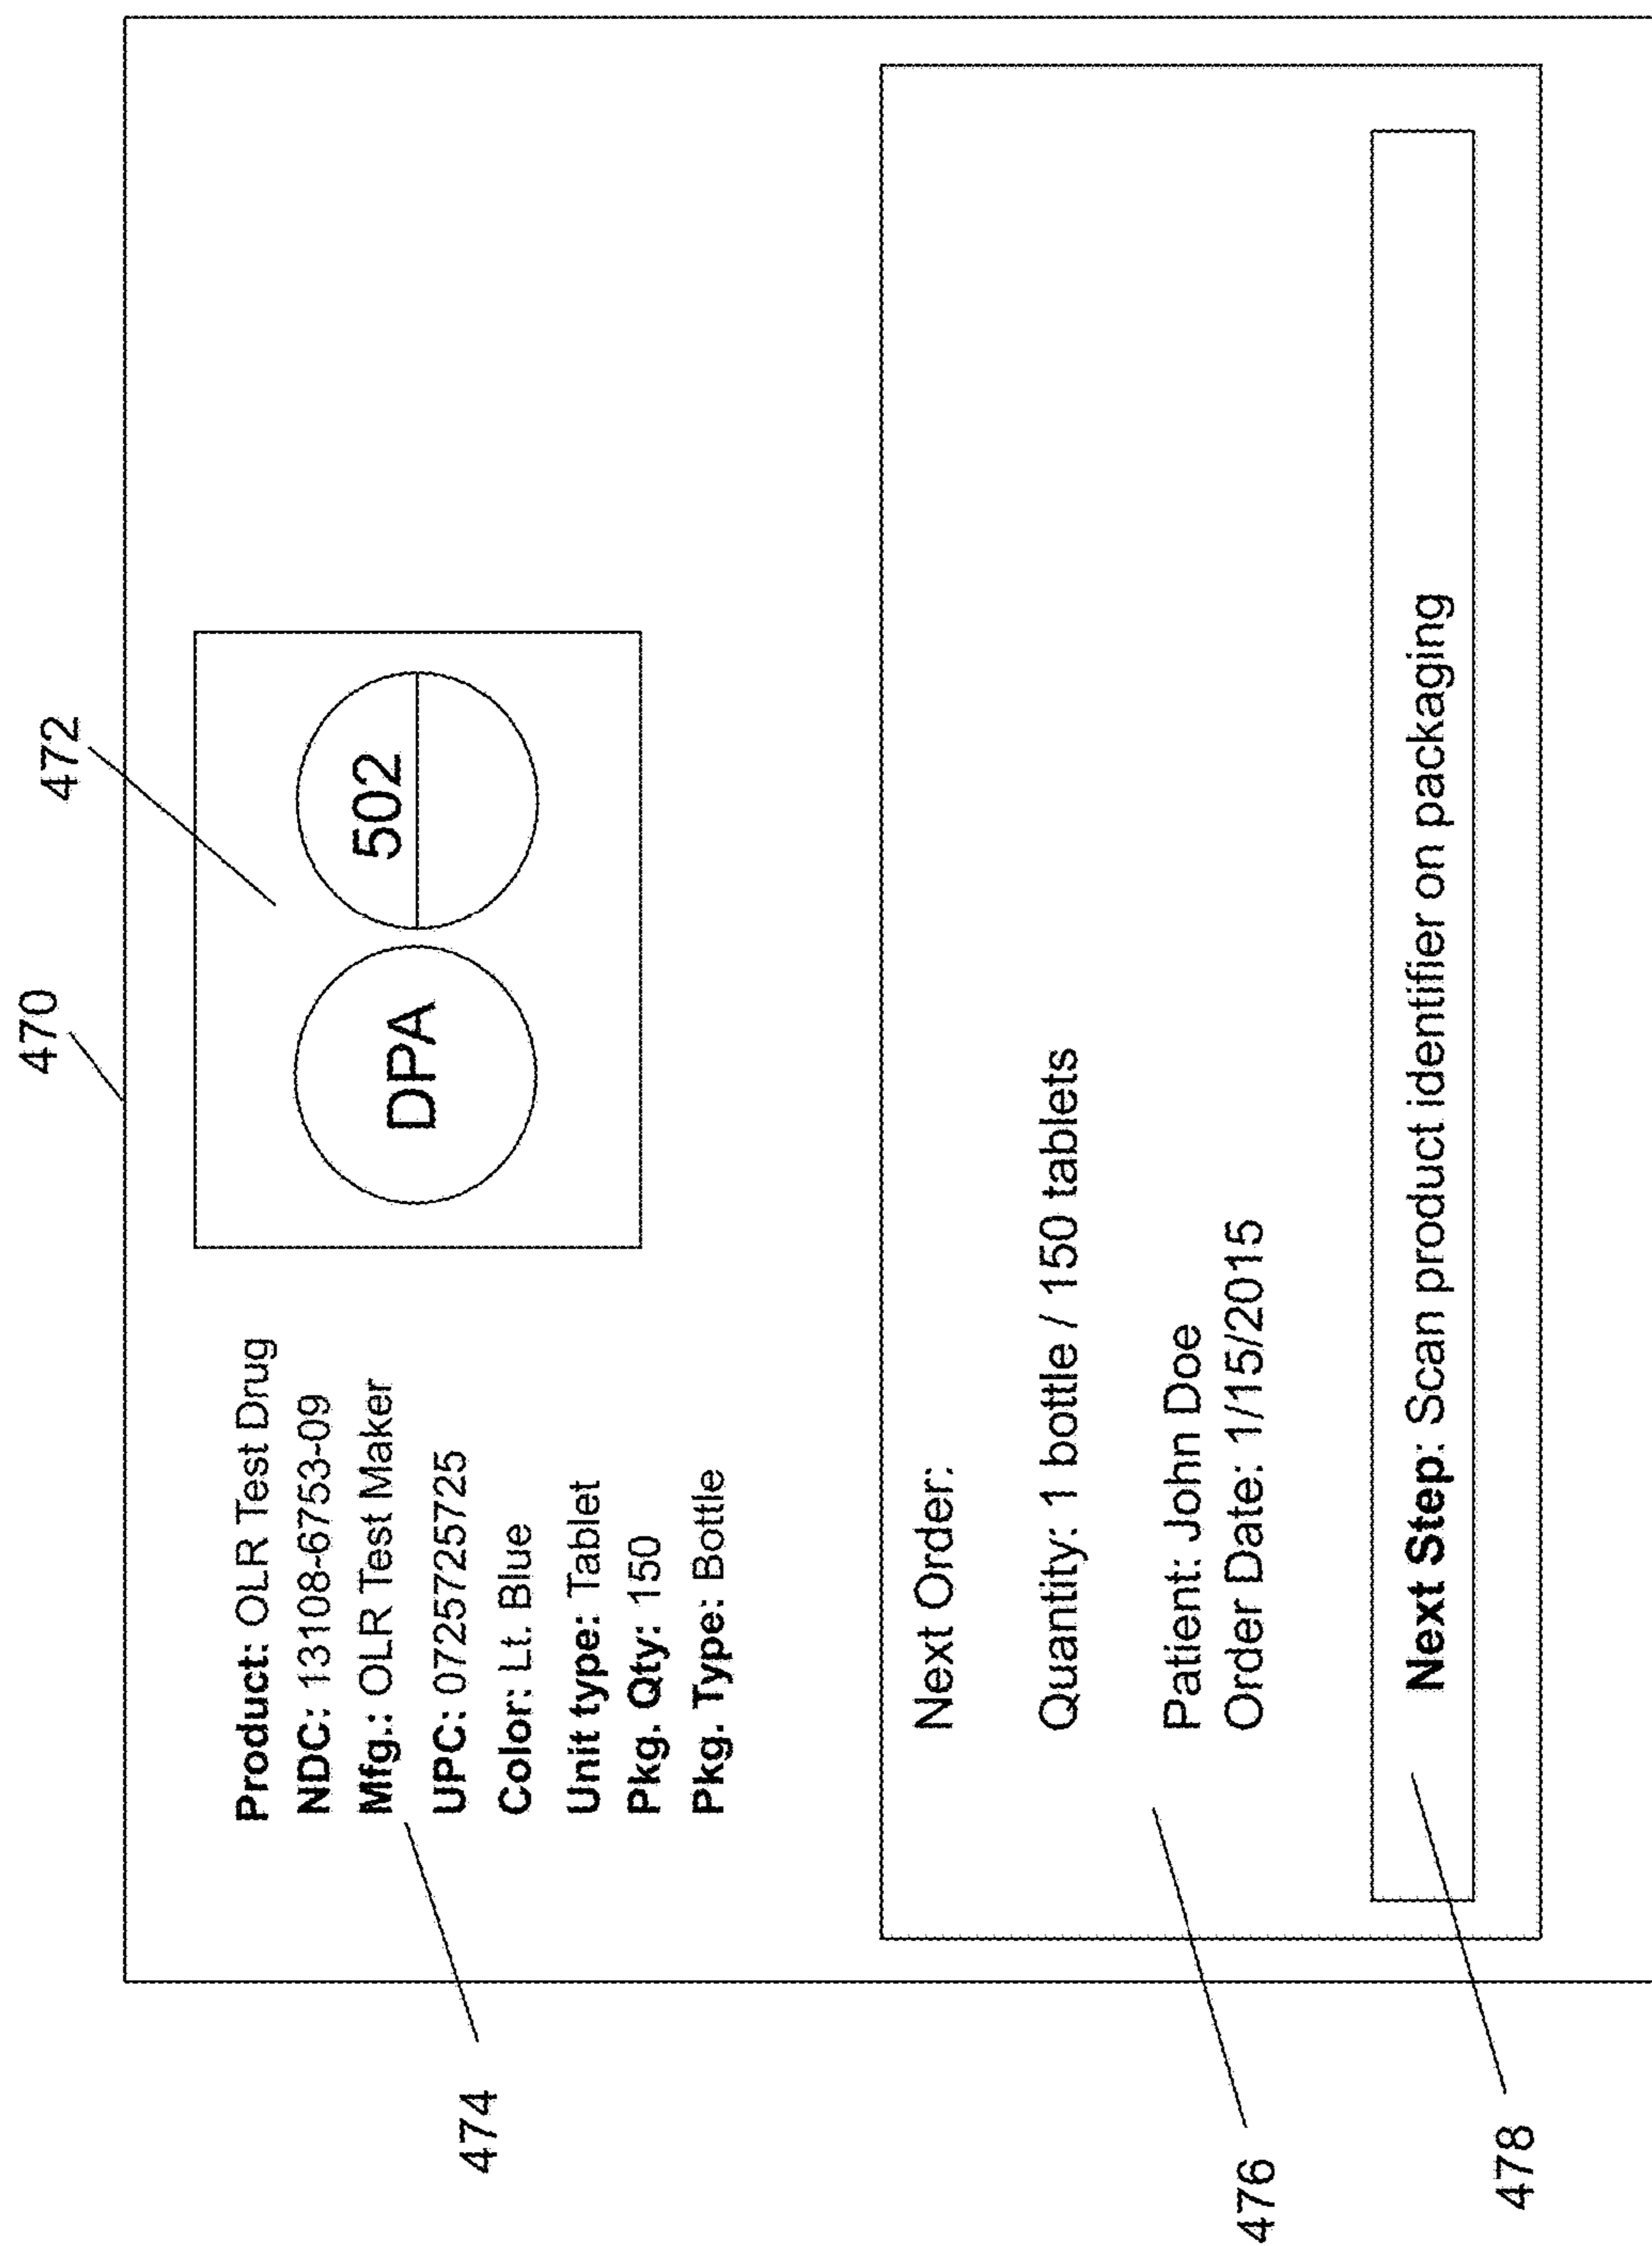 470
472
Product: OLR Test Drug
NDC: 13108-6753-09
Mfg.: OLR Test Maker
UPC: 0725725725
Color: Lt. Blue
Unit type: Tablet
Pkg. Qty: 150
Pkg. Type: Bottle
DPA
502
474
Next Order:
Quantity: 1 bottle / 150 tablets
Patient: John Doe
Order Date: 1/15/2015
476
Next Step: Scan product identifier on packaging
478